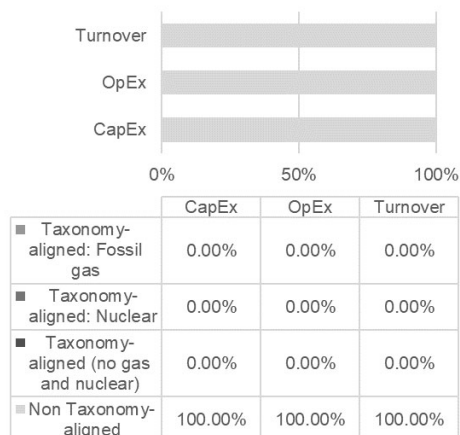 Turnover
OpEx
CapEx
0% 50% 100%
CapEx OpEx Turnover
Taxonomy-
aligned: Fossil
gas
0.00% 0.00% 0.00%
Taxonomy-
aligned: Nuclear
0.00% 0.00% 0.00%
Taxonomy-
aligned (no gas
and nuclear)
0.00% 0.00% 0.00%
Non Taxonomy-
aligned
100.00% 100.00% 100.00%